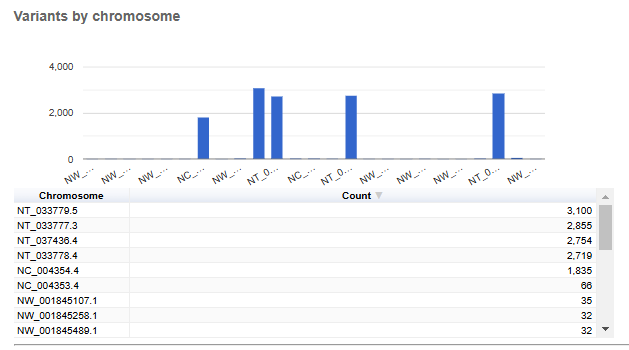 Variants by chromosome
4,000
2,000
0
NW_... NW_... NW_... NC_... NW_... NT_0... NC_... NT_0... NW_... NW_... NW_... NT_0... NW_...
Chromosome Count
NT_033779.5 3,100
NT_033777.3 2,855
NT_037436.4 2,754
NT_033778.4 2,719
NC_004354.4 1,835
NC_004353.4 66
NW_001845107.1 35
NW_001845258.1 32
NW_001845489.1 32